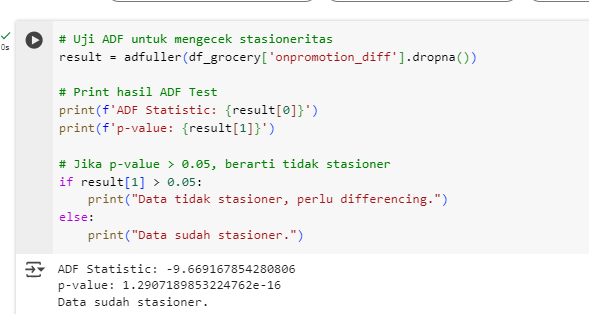 0s
# Uji ADF untuk mengecek stasioneritas
result = adfuller(df_grocery['onpromotion_diff'].dropna())
# Print hasil ADF Test
print(f'ADF Statistic: {result[0]}')
print(f'p-value: {result[1]}')
# Jika p-value > 0.05, berarti tidak stasioner
if result[1] > 0.05:
    print("Data tidak stasioner, perlu differencing.")
else:
    print("Data sudah stasioner.")
ADF Statistic: -9.669167854280806
p-value: 1.2907189853224762e-16
Data sudah stasioner.